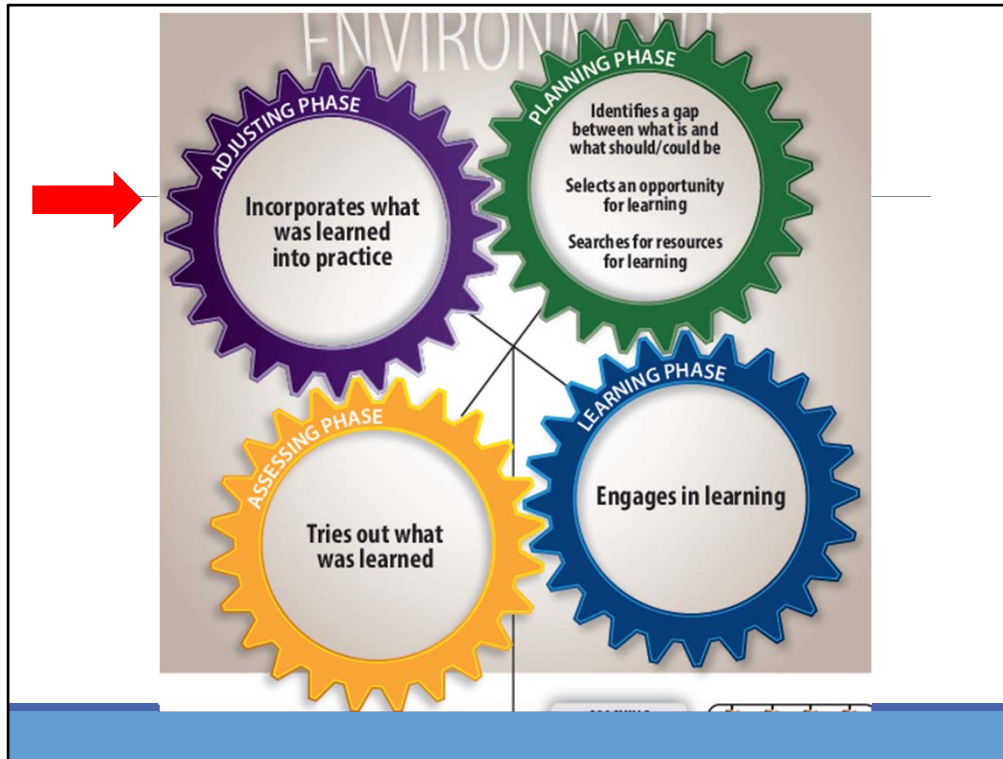 ENVIRONMENT
ADJUSTING PHASE
Incorporates what
was learned
into practice
PLANNING PHASE
Identifies a gap
between what is and
what should/could be
Selects an opportunity
for learning
Searches for resources
for learning
ASSESSING PHASE
Tries out what
was learned
LEARNING PHASE
Engages in learning